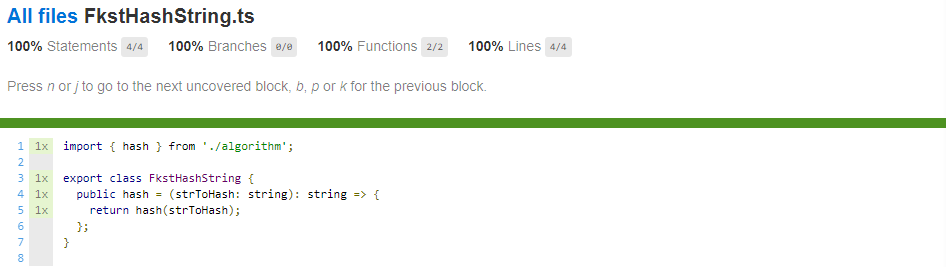 All files FkstHashString.ts
100% Statements 4/4 100% Branches 0/0 100% Functions 2/2 100% Lines 4/4
Press n or j to go to the next uncovered block, b, p or k for the previous block.
1 1x import { hash } from './algorithm';
2
3 1x export class FkstHashString {
4 1x public hash = (strToHash: string): string => {
5 1x return hash(strToHash);
6 };
7 }
8